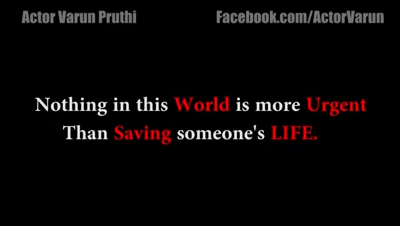 Actor Varun Pruthi
Facebook.com/ActorVarun
Nothing in this World is more Urgent
Than Saving someone's LIFE.